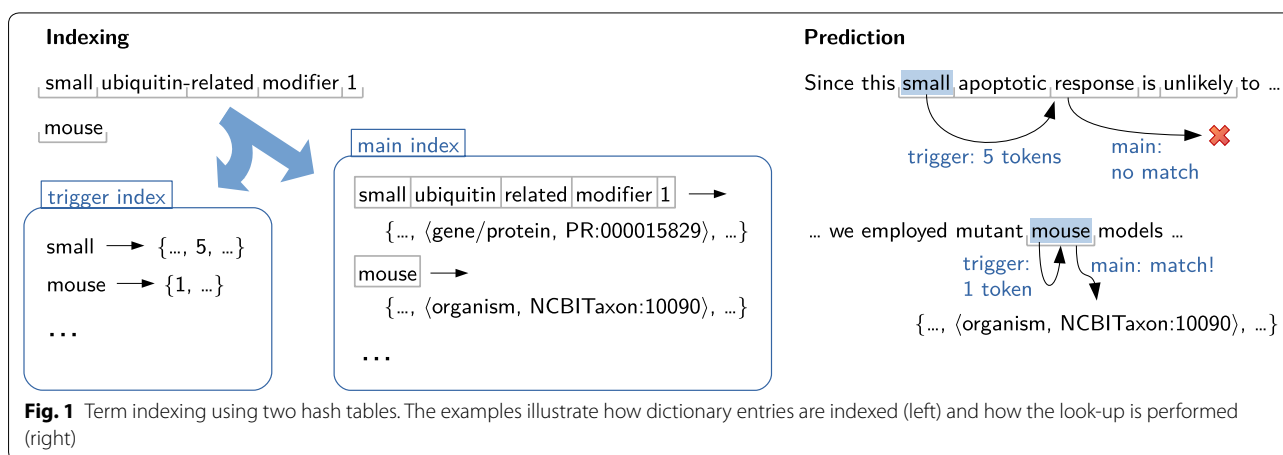 Indexing
small ubiquitin-related modifier 1
mouse
trigger index
small → {…, 5, …}
mouse → {1, …}
...
main index
small ubiquitin related modifier 1 →
{…, ⟨gene/protein, PR:000015829⟩, …}
mouse →
{…, ⟨organism, NCBITaxon:10090⟩, …}
...
Prediction
Since this small apoptotic response is unlikely to …
trigger: 5 tokens
main:
no match
… we employed mutant mouse models …
trigger:
1 token
main: match!
{…, ⟨organism, NCBITaxon:10090⟩, …}
Fig. 1 Term indexing using two hash tables. The examples illustrate how dictionary entries are indexed (left) and how the look-up is performed
(right)